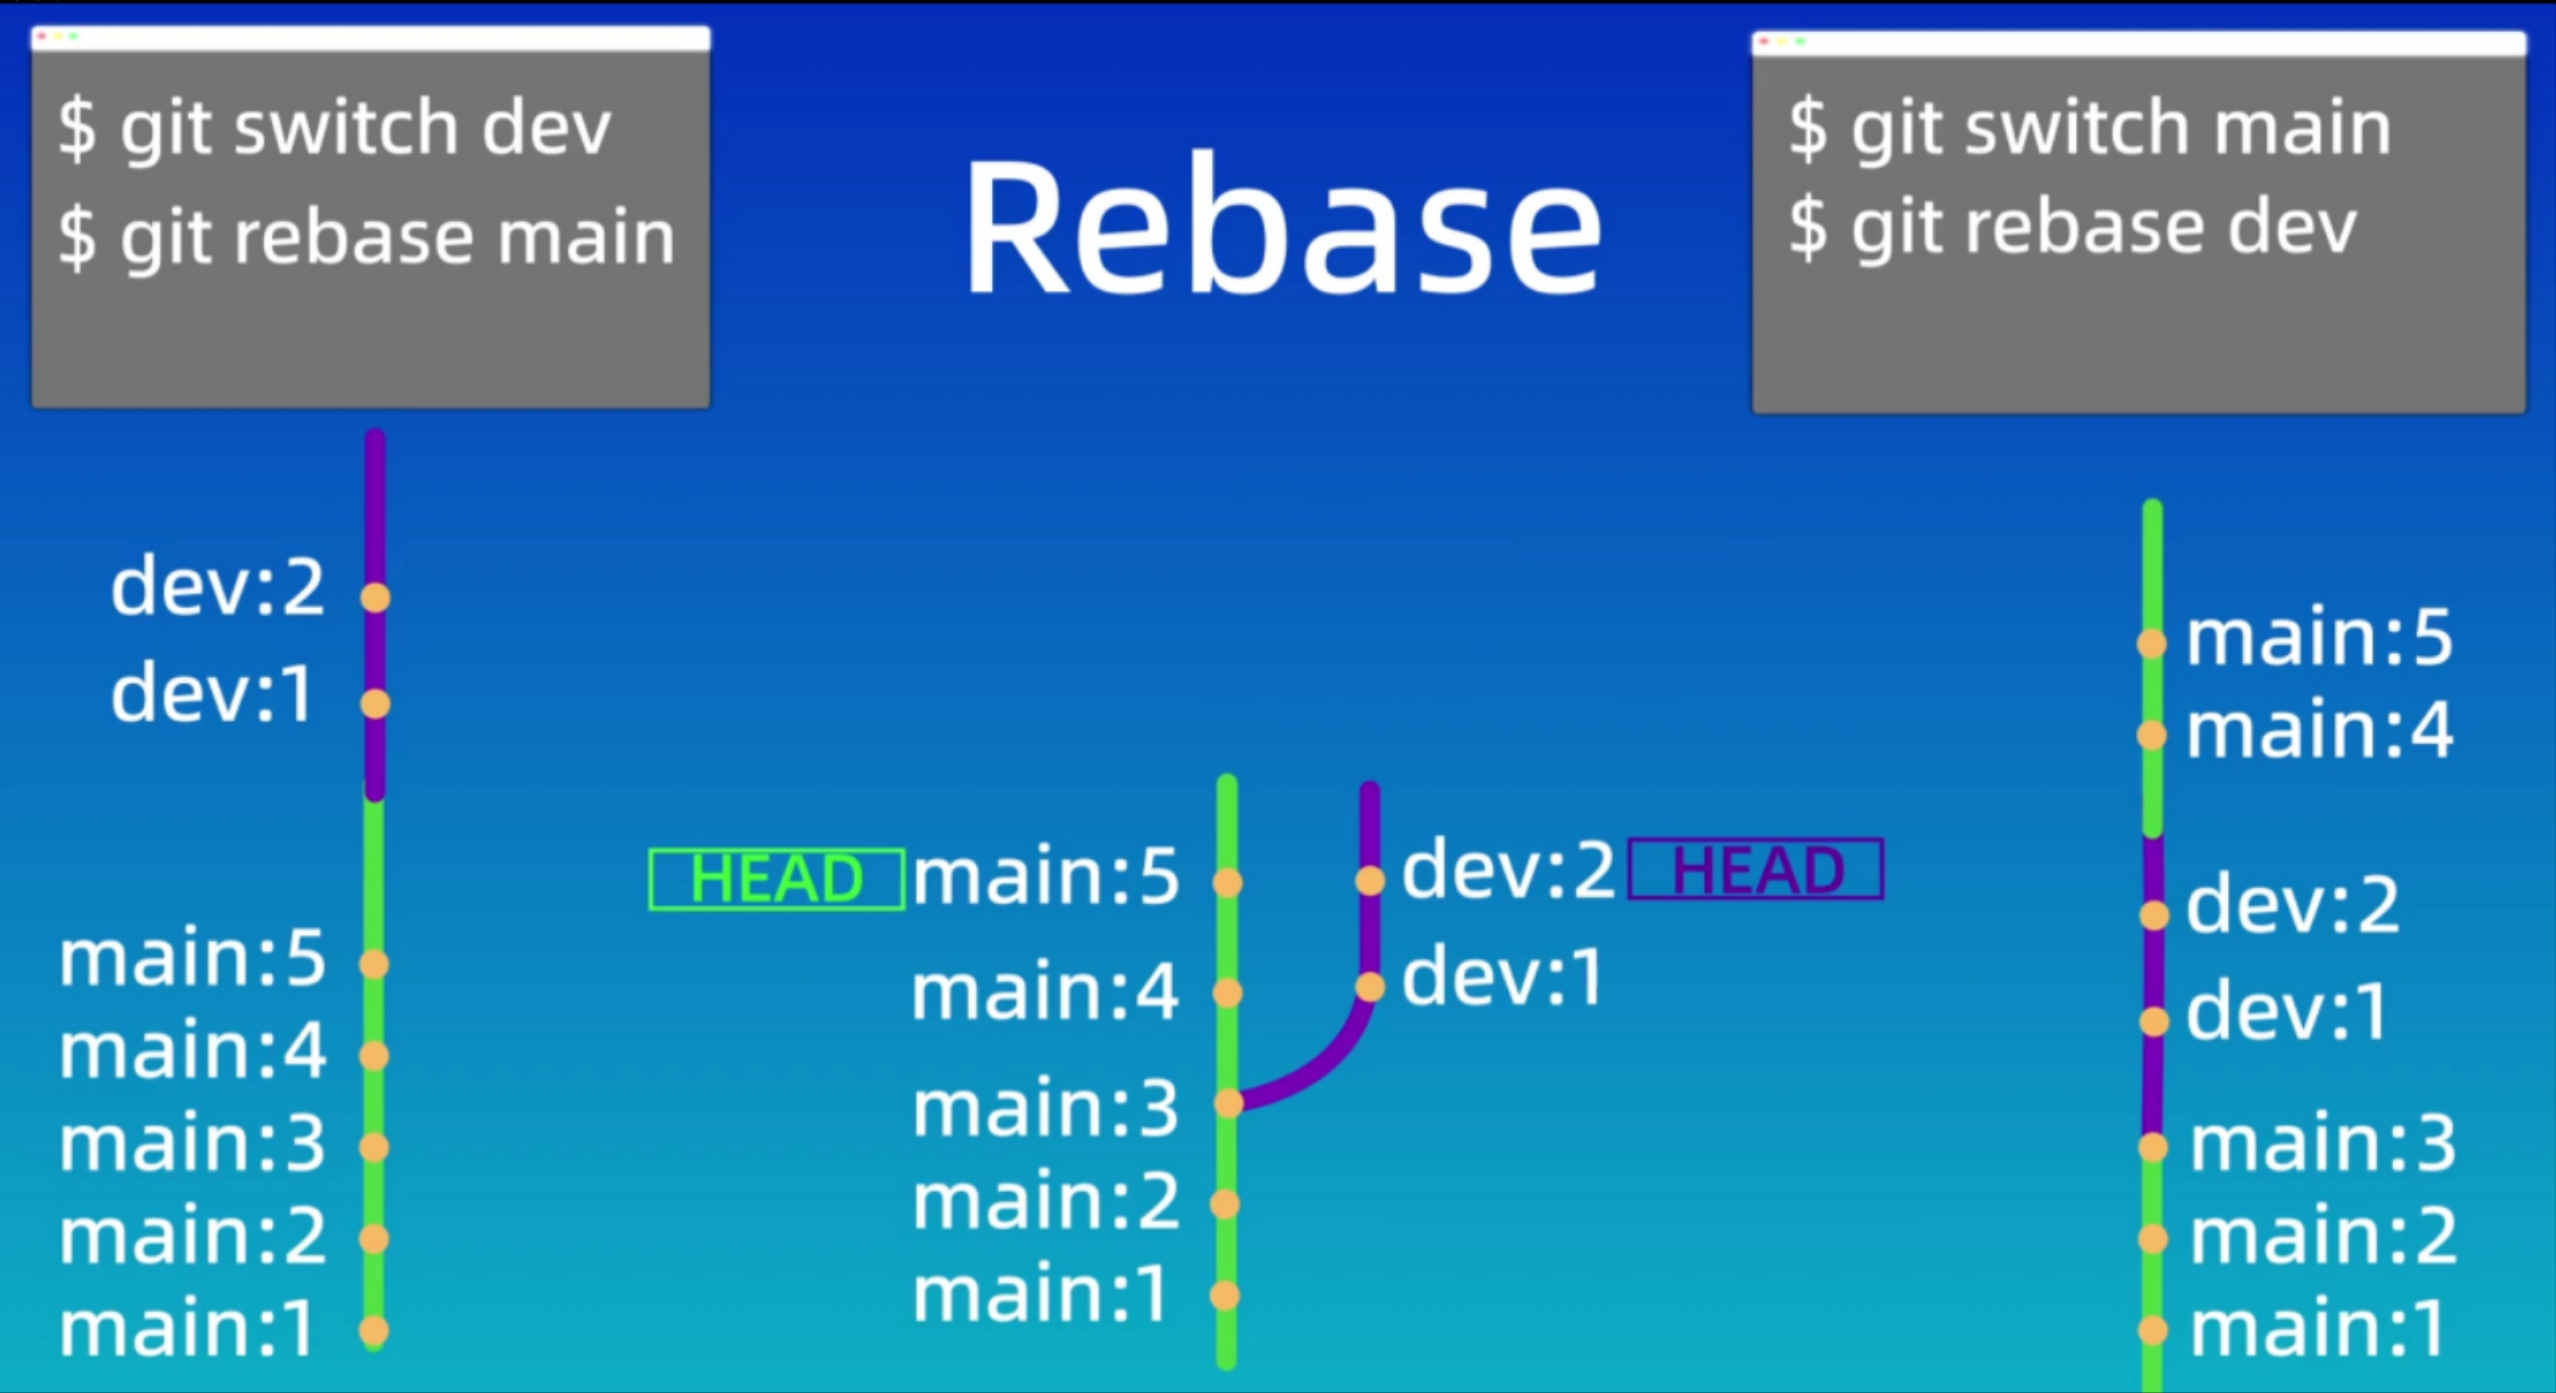 $ git switch dev
$ git rebase main
Rebase
$ git switch main
$ git rebase dev
dev:2
dev:1
main:5
main:4
main:3
main:2
main:1
HEAD main:5
main:4
main:3
main:2
main:1
dev:2 HEAD
dev:1
main:5
main:4
dev:2
dev:1
main:3
main:2
main:1